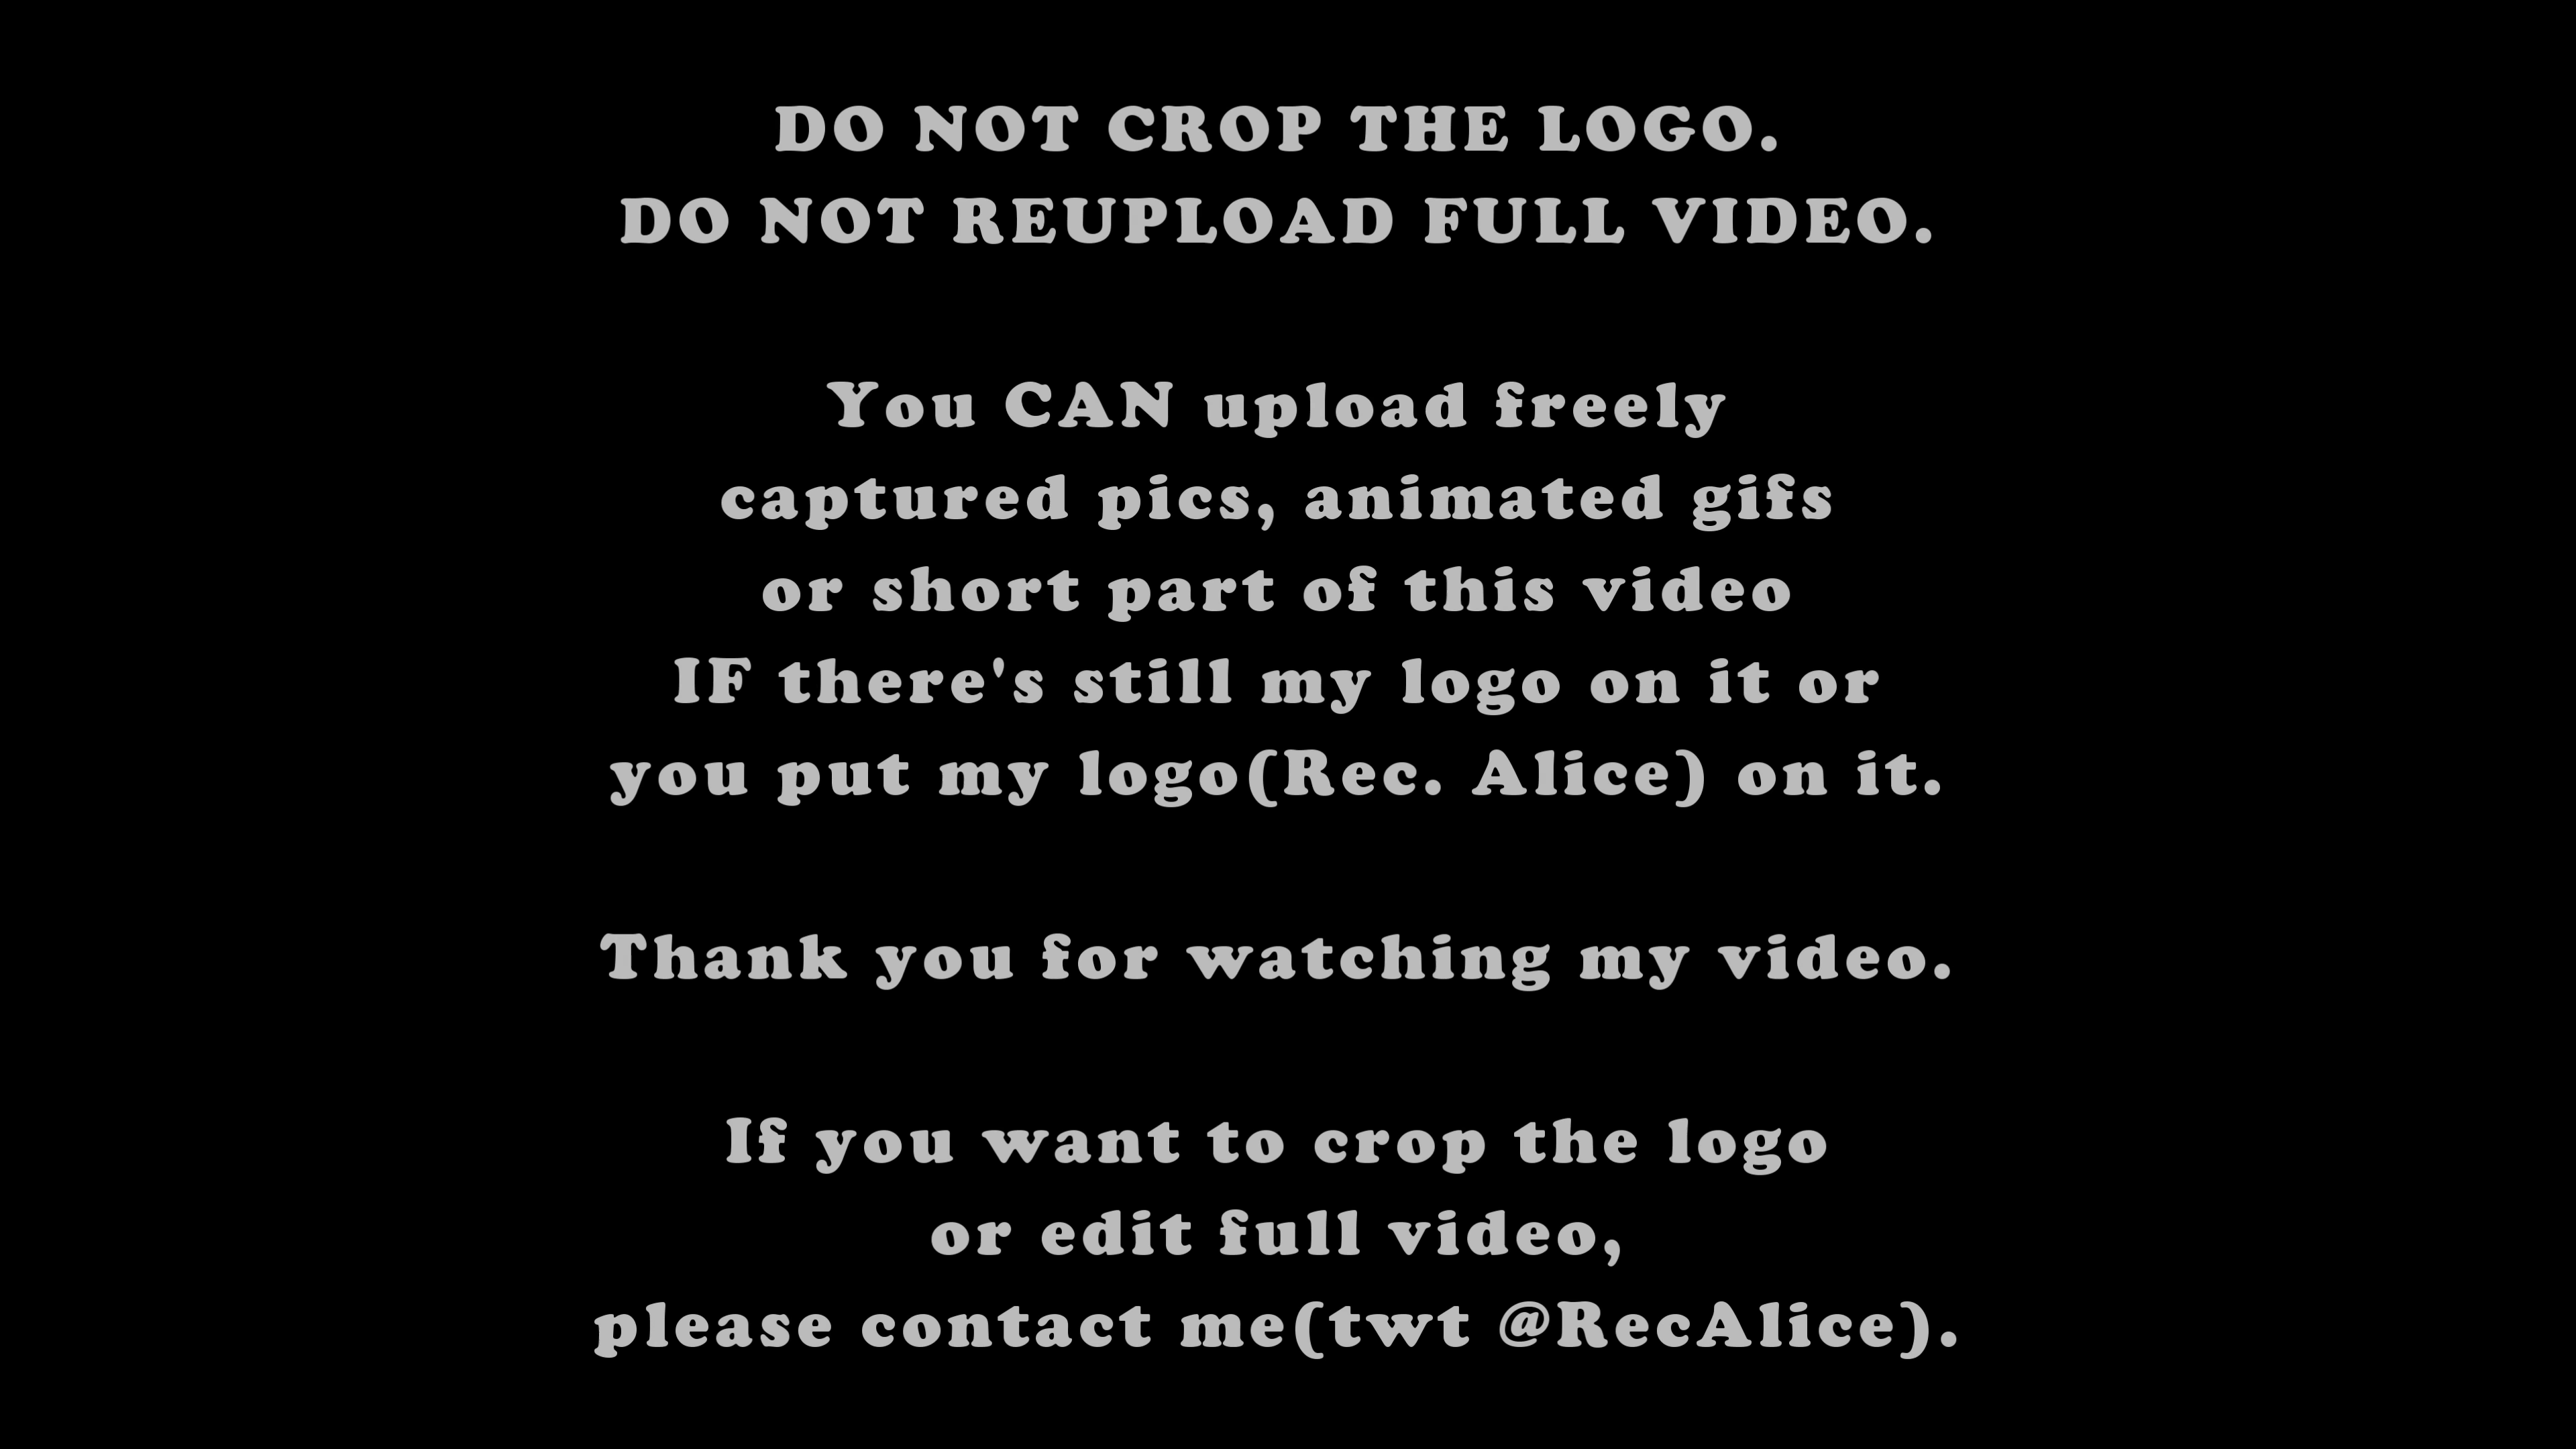 DO NOT CROP THE LOGO.
DO NOT REUPLOAD FULL VIDEO.
You CAN upload freely
captured pics, animated gifs
or short part of this video
IF there's still my logo on it or
you put my logo(Rec. Alice) on it.
Thank you for watching my video.
If you want to crop the logo
or edit full video,
please contact me(twt @RecAlice).